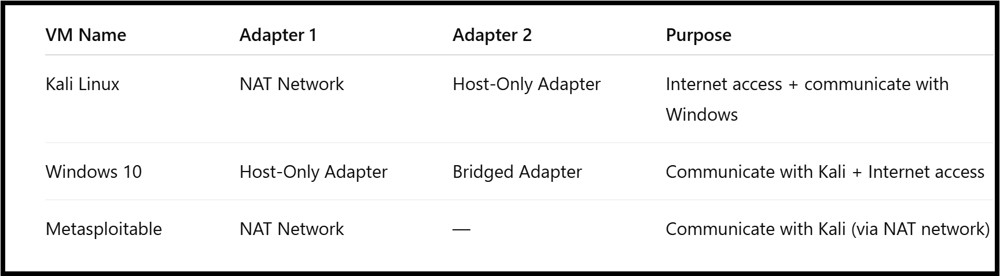 VM Name Adapter 1 Adapter 2 Purpose
Kali Linux NAT Network Host-Only Adapter Internet access + communicate with
Windows
Windows 10 Host-Only Adapter Bridged Adapter Communicate with Kali + Internet access
Metasploitable NAT Network — Communicate with Kali (via NAT network)